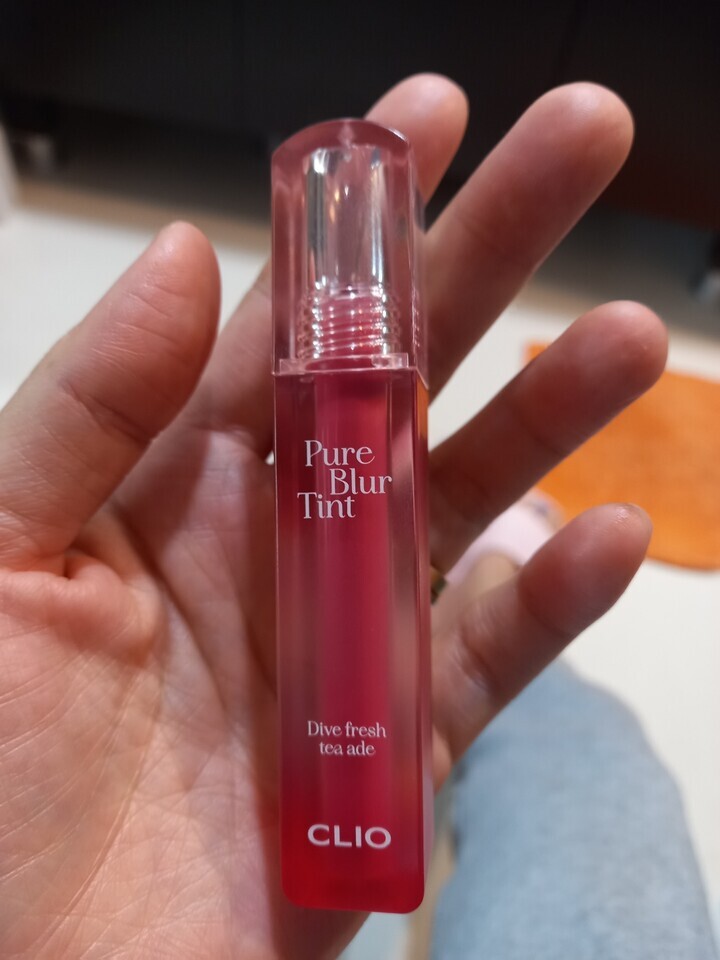 Pure
Blur
Tint
Dive fresh
tea ade
CLIO